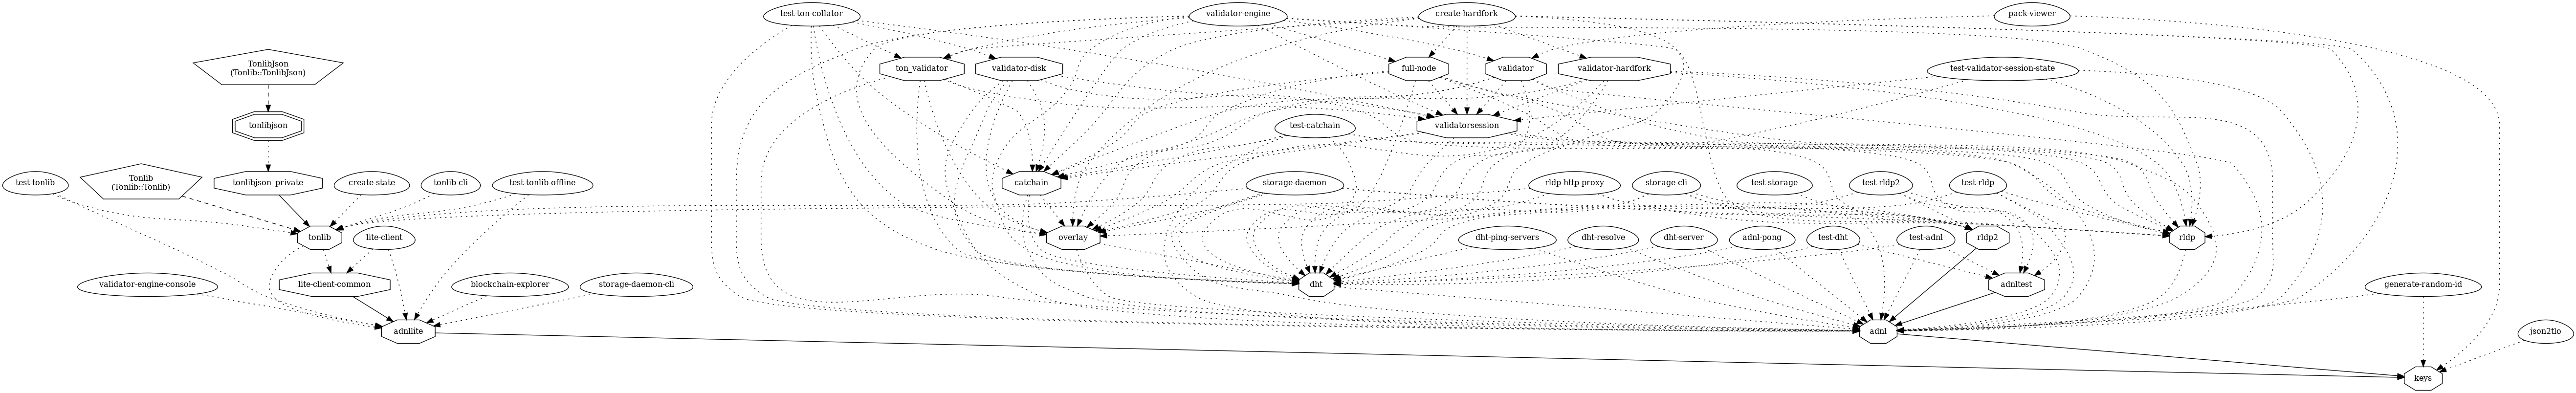 test-ton-collator
validator-engine
create-hardfork
pack-viewer
TonlibJson
(Tonlib::TonlibJson)
ton_validator
validator-disk
full-node
validator
validator-hardfork
test-validator-session-state
tonlibjson
test-catchain
validatorsession
test-tonlib
Tonlib
(Tonlib::Tonlib)
tonlibjson_private
create-state
tonlib-cli
test-tonlib-offline
catchain
storage-daemon
rldp-http-proxy
storage-cli
test-storage
test-rldp2
test-rldp
tonlib
lite-client
overlay
dht-ping-servers
dht-resolve
dht-server
adnl-pong
test-dht
test-adnl
rldp2
rldp
validator-engine-console
lite-client-common
blockchain-explorer
storage-daemon-cli
dht
adnltest
generate-random-id
adnllite
adnl
json2tlo
keys